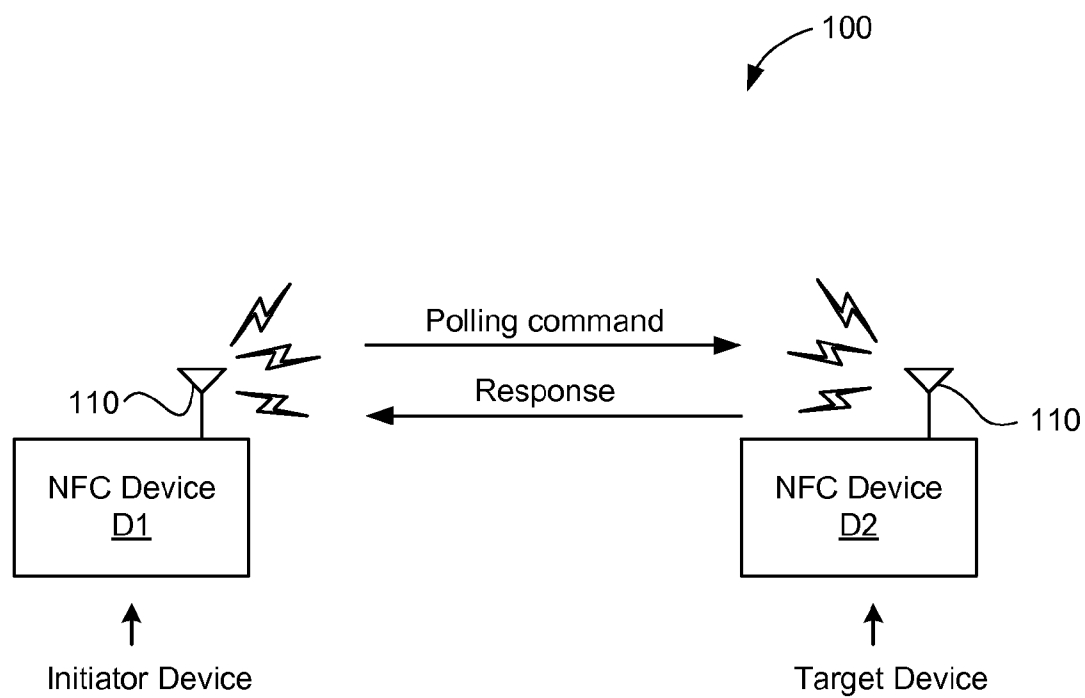 100
Polling command
Response
110
110
NFC Device
D1
NFC Device
D2
Initiator Device
Target Device